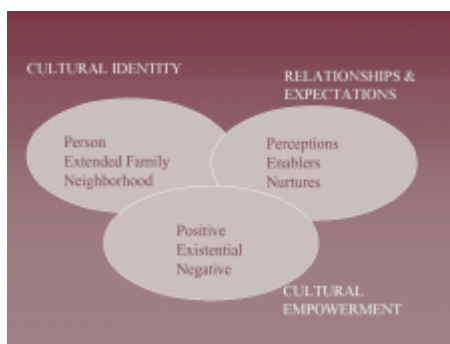 CULTURAL IDENTITY
RELATIONSHIPS &
EXPECTATIONS
Person
Extended Family
Neighborhood
Perceptions
Enablers
Nurtures
Positive
Existential
Negative
CULTURAL
EMPOWERMENT